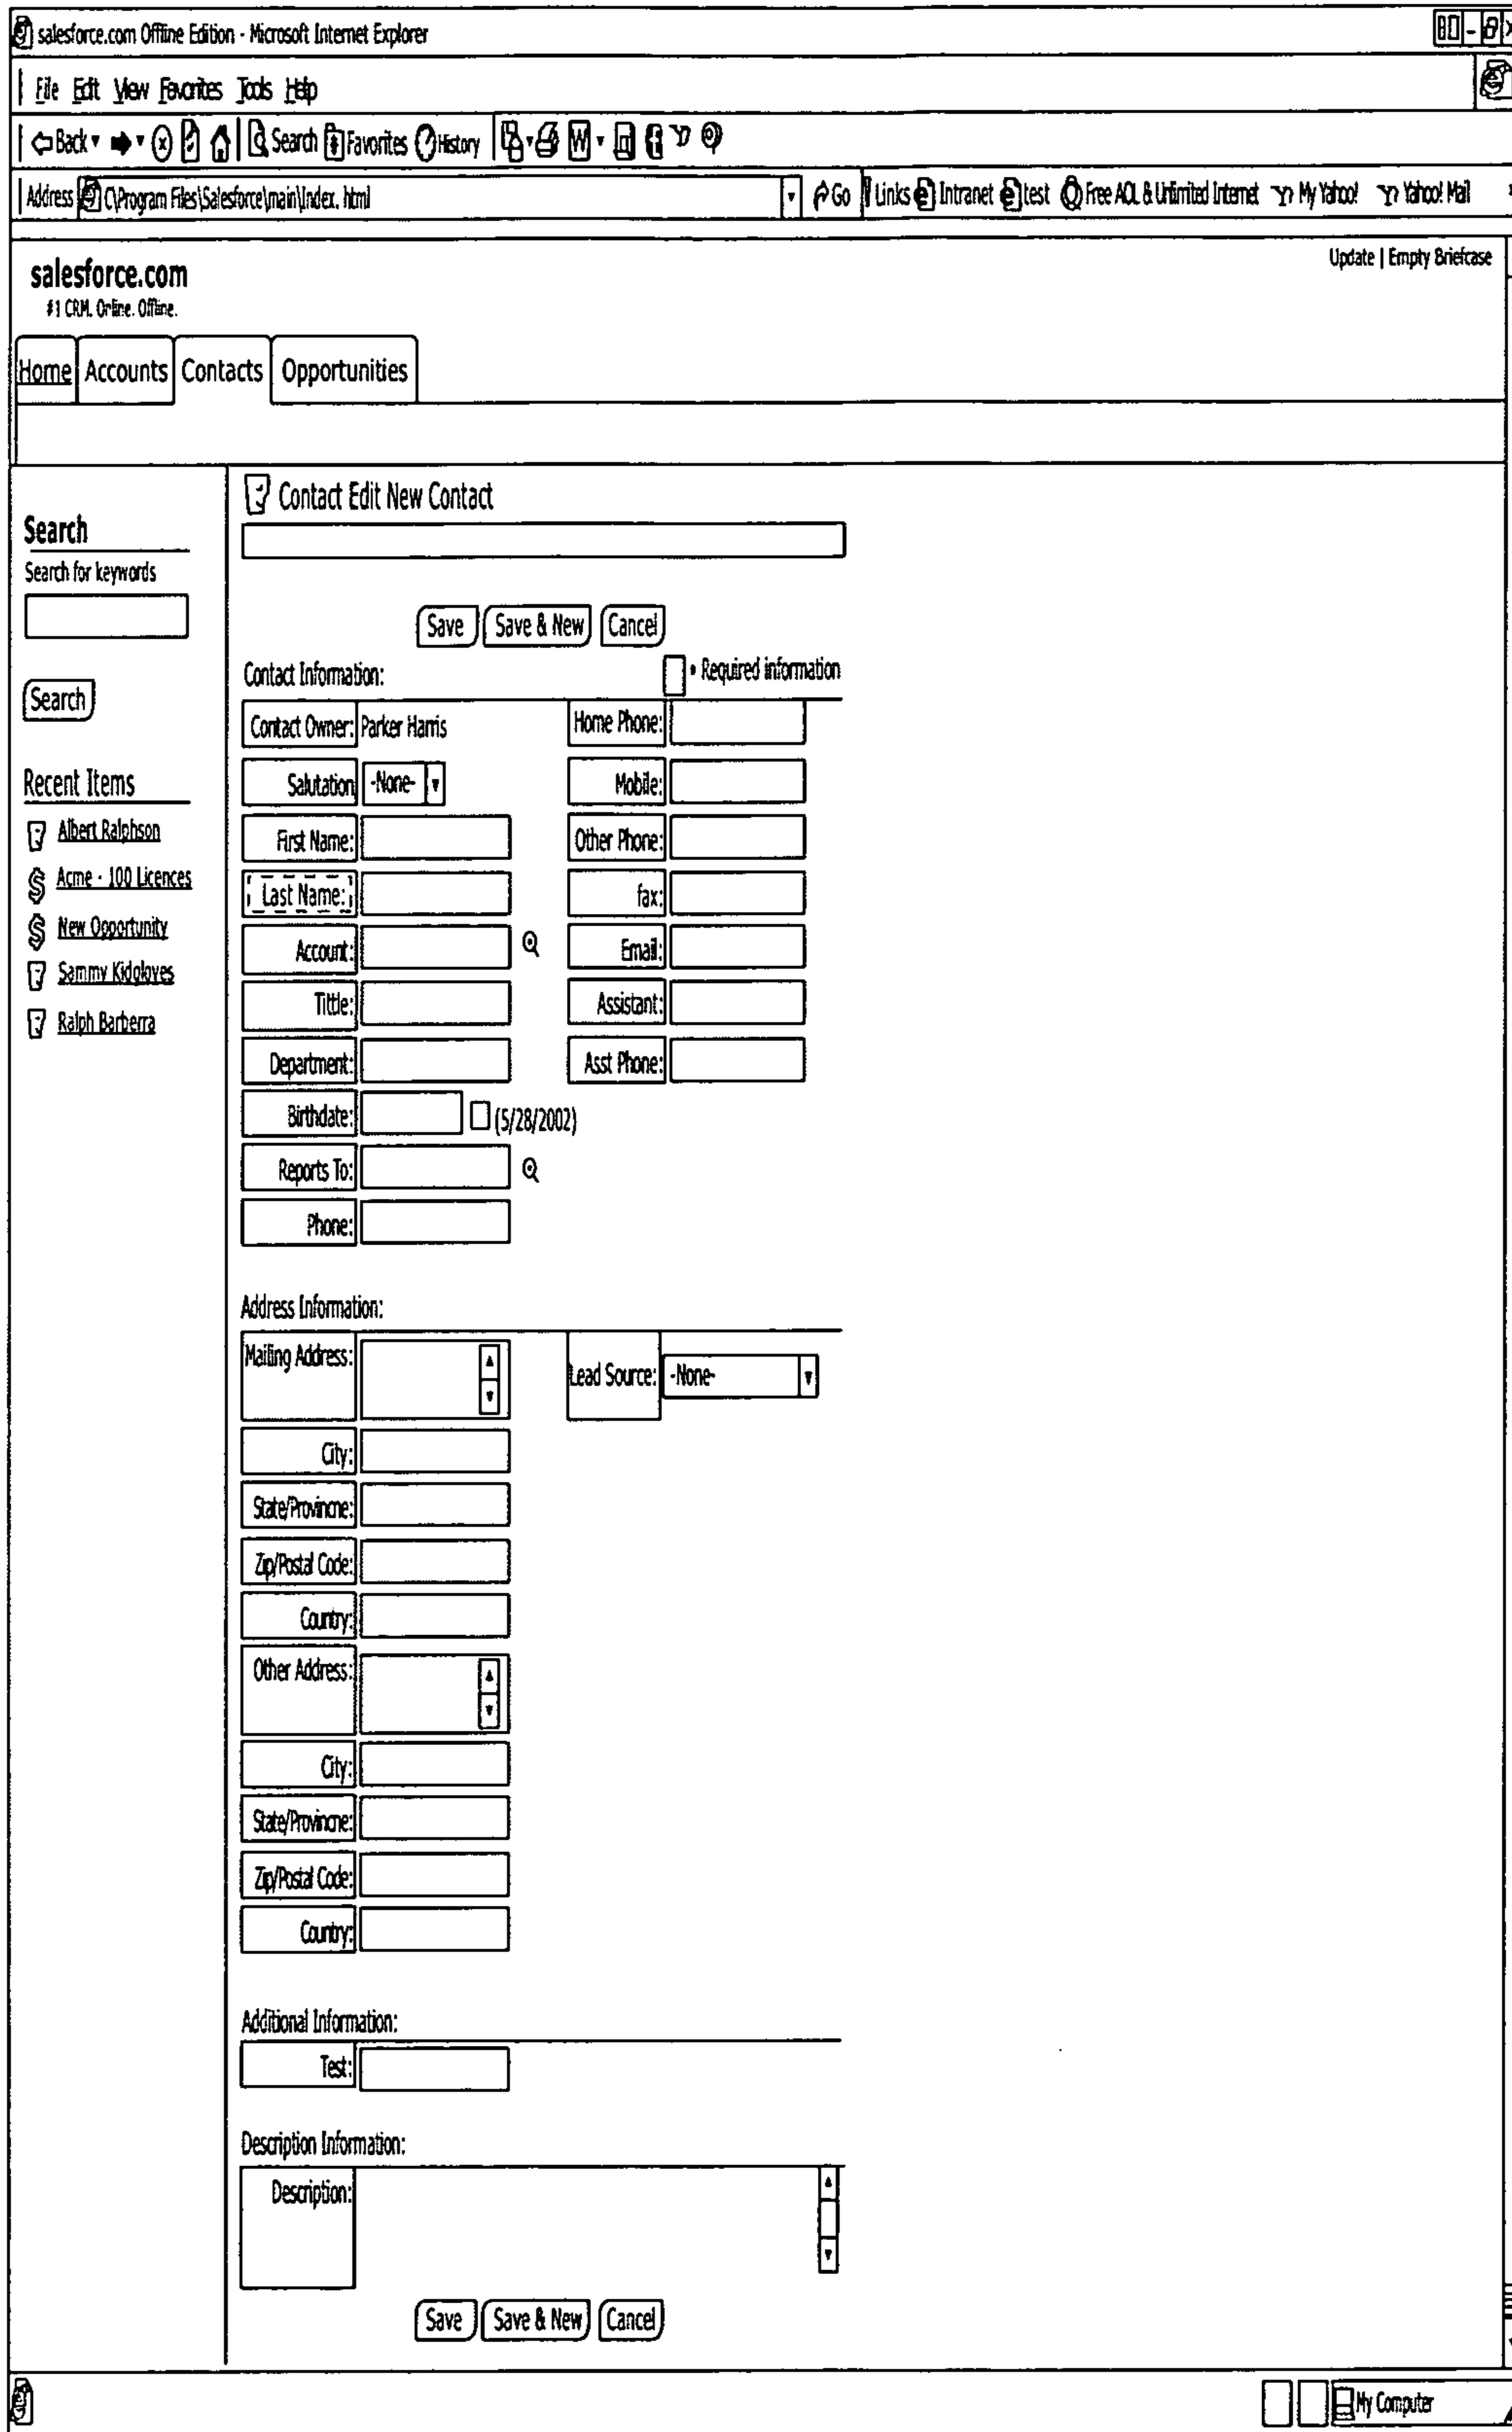 salesforce.com Offline Edition - Microsoft Internet Explorer
File Edit View Favorites Tools Help
Back Search Favorites History W
Address C\Program Files\Salesforce\main\Index. html Go Links Intranet test Free AOL & Unlimited Internet My Yahoo! Yahoo! Mail
Update | Empty Briefcase
salesforce.com
#1 CRM. Online. Offline.
Home Accounts Contacts Opportunities
Contact Edit New Contact
Search
Search for keywords
Search
Recent Items
Albert Ralphson
Acme - 100 Licences
New Opportunity
Sammy Kidgloves
Ralph Barberra
Save Save & New Cancel
Contact Information: • Required information
Contact Owner: Parker Harris Home Phone:
Salutation -None- Mobile:
First Name: Other Phone:
Last Name: fax:
Account: Email:
Tittle: Assistant:
Department: Asst Phone:
Birthdate: (5/28/2002)
Reports To:
Phone:
Address Information:
Mailing Address: Lead Source: -None-
City:
State/Provincne:
Zip/Postal Code:
Country:
Other Address:
City:
State/Provincne:
Zip/Postal Code:
Country:
Additional Information:
Test:
Description Information:
Description:
Save Save & New Cancel
My Computer